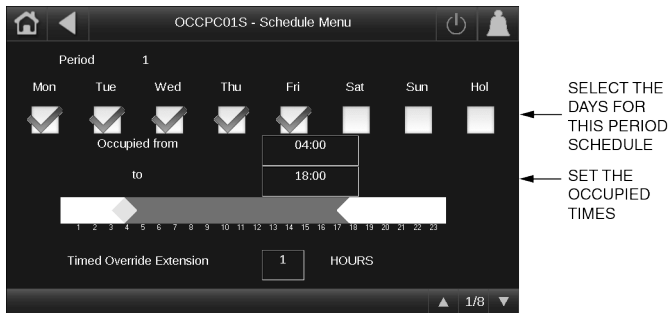 OCCPC01S - Schedule Menu
Period 1
Mon Tue Wed Thu Fri Sat Sun Hol
Occupied from 04:00
to 18:00
1 2 3 4 5 6 7 8 9 10 11 12 13 14 15 16 17 18 19 20 21 22 23
Timed Override Extension 1 HOURS
1/8
SELECT THE
DAYS FOR
THIS PERIOD
SCHEDULE
SET THE
OCCUPIED
TIMES